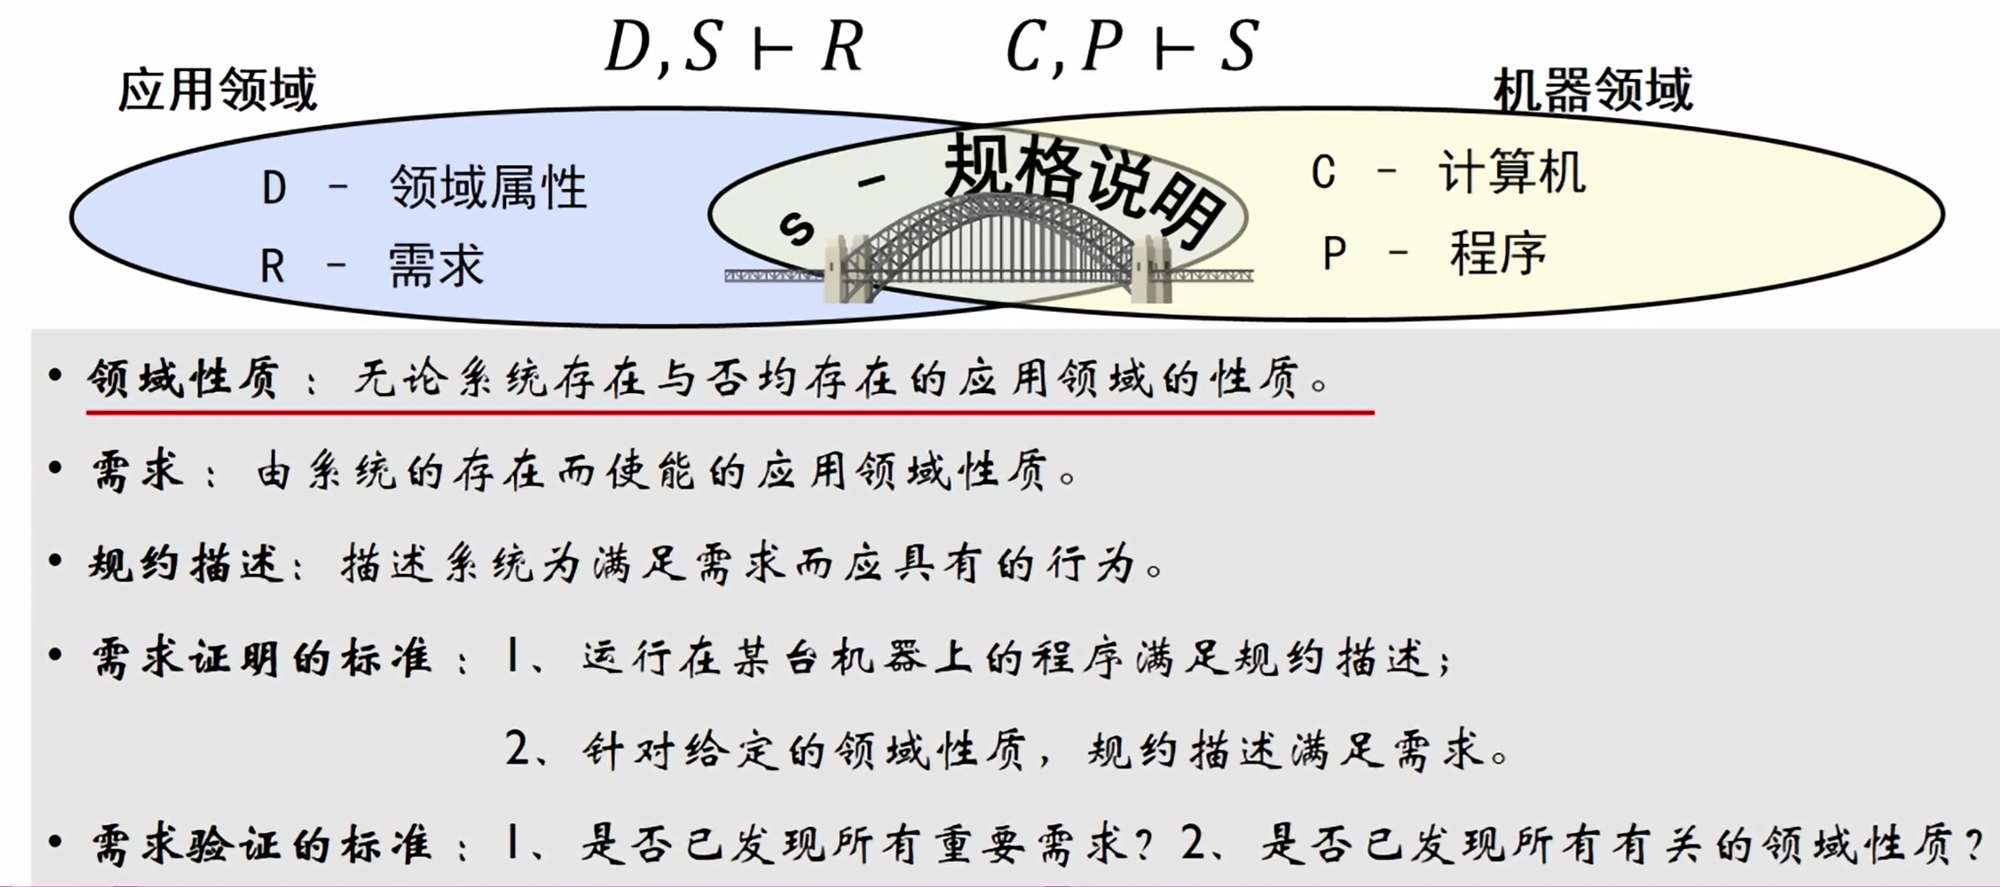 D,S ⊢ R C,P ⊢ S
应用领域
机器领域
D - 领域属性
R - 需求
S - 规格说明
C - 计算机
P - 程序
• 领域性质：无论系统存在与否均存在的应用领域的性质。
• 需求：由系统的存在而使能的应用领域性质。
• 规约描述：描述系统为满足需求而应具有的行为。
• 需求证明的标准：1、运行在某台机器上的程序满足规约描述；
2、针对给定的领域性质，规约描述满足需求。
• 需求验证的标准：1、是否已发现所有重要需求？2、是否已发现所有有关的领域性质？